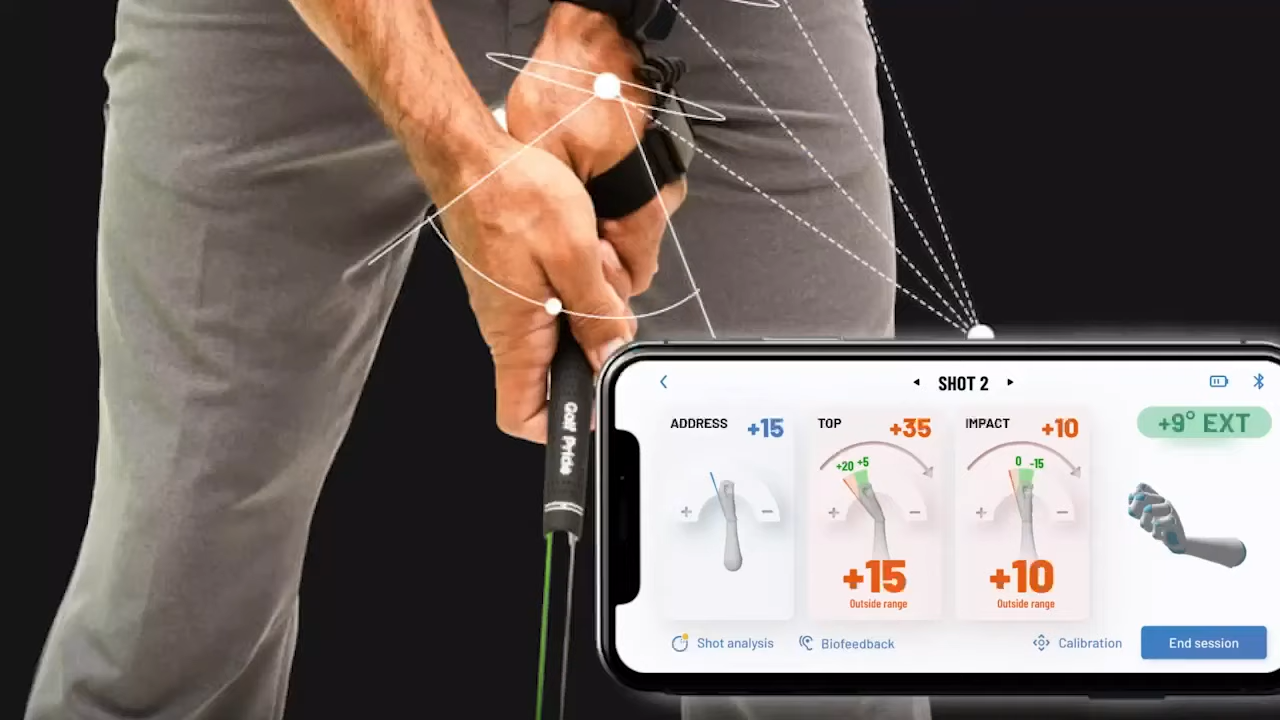 Golf Pride
SHOT 2
ADDRESS +15
TOP +35
IMPACT +10
+9° EXT
+20 +5
0 -15
+ −
+ −
+ −
+15
Outside range
+10
Outside range
Shot analysis
Biofeedback
Calibration
End session